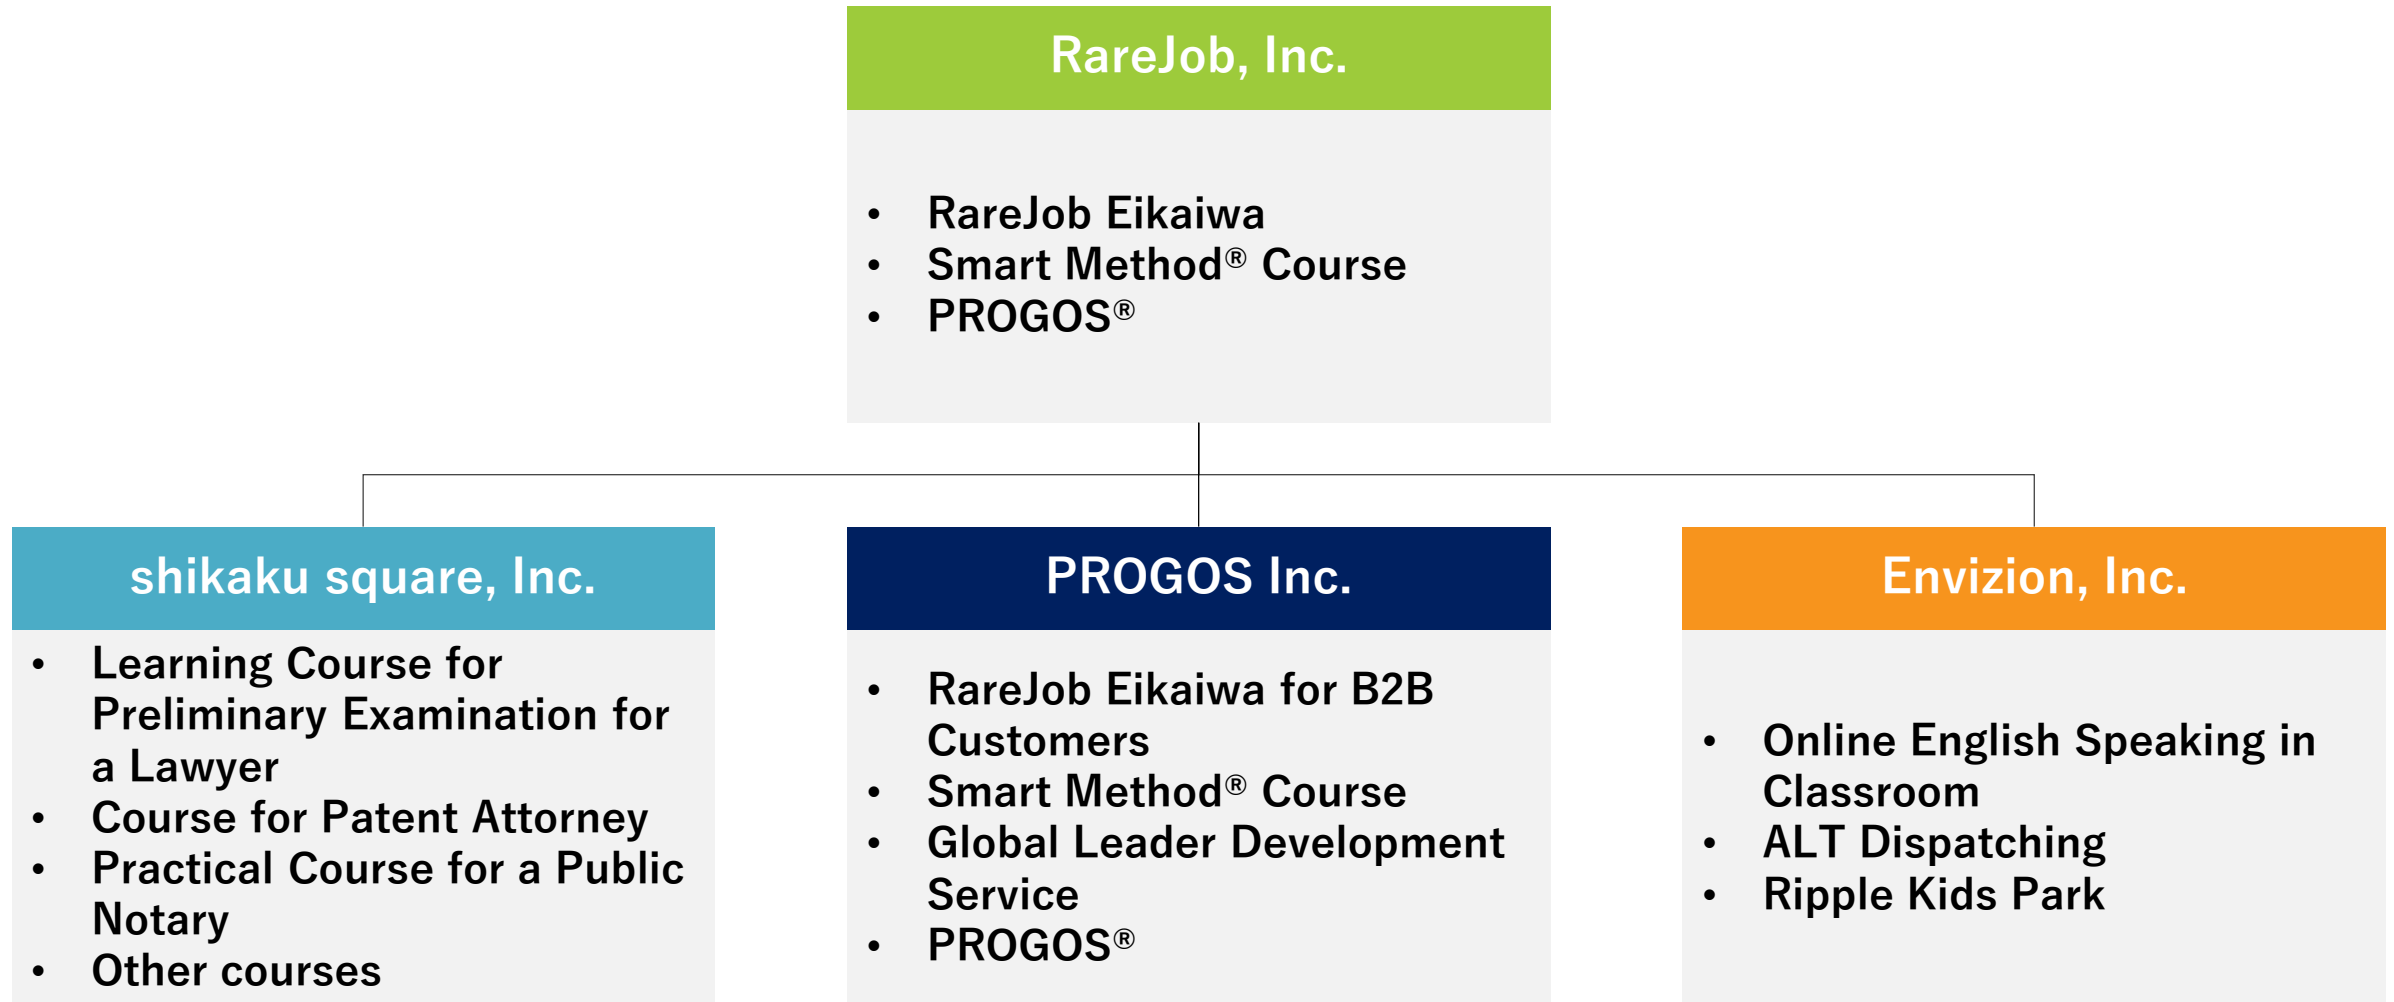 RareJob, Inc.
• RareJob Eikaiwa
• Smart Method® Course
• PROGOS®
shikaku square, Inc.
• Learning Course for
Preliminary Examination for
a Lawyer
• Course for Patent Attorney
• Practical Course for a Public
Notary
• Other courses
PROGOS Inc.
• RareJob Eikaiwa for B2B
Customers
• Smart Method® Course
• Global Leader Development
Service
• PROGOS®
Envizion, Inc.
• Online English Speaking in
Classroom
• ALT Dispatching
• Ripple Kids Park